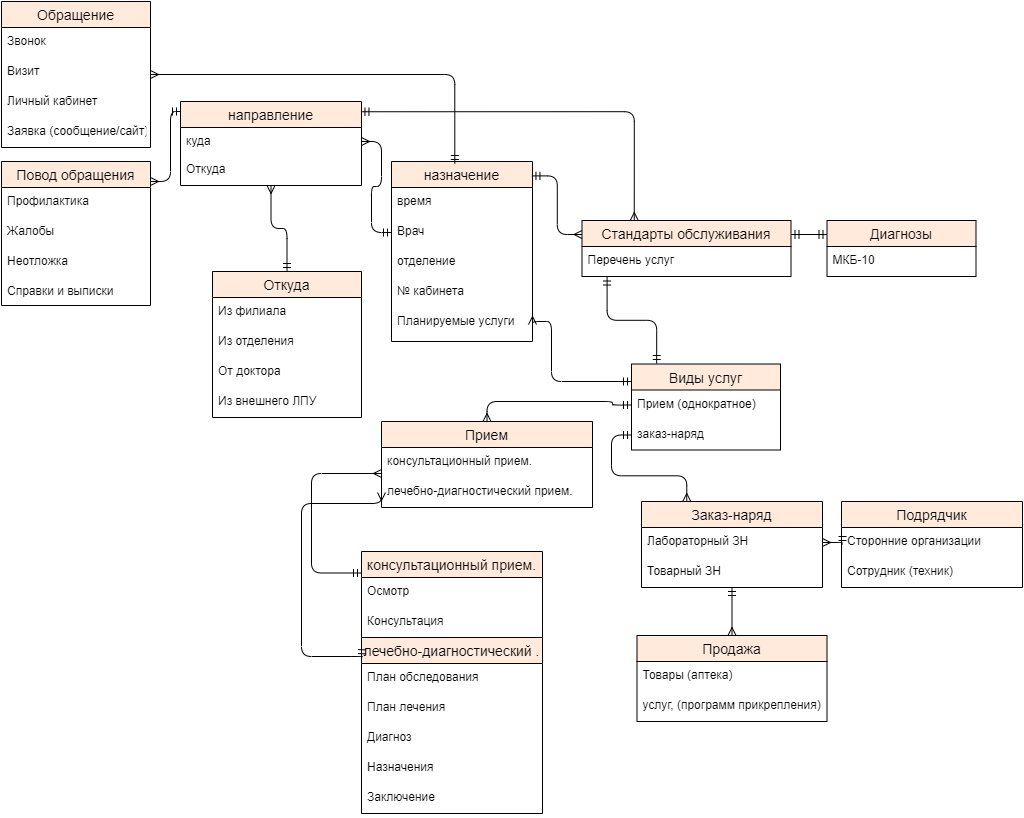 Обращение
Звонок
Визит
Личный кабинет
Заявка (сообщение/сайт)
Повод обращения
Профилактика
Жалобы
Неотложка
Справки и выписки
направление
куда
Откуда
Откуда
Из филиала
Из отделения
От доктора
Из внешнего ЛПУ
назначение
время
Врач
отделение
№ кабинета
Планируемые услуги
Стандарты обслуживания
Перечень услуг
Диагнозы
МКБ-10
Виды услуг
Прием (однократное)
заказ-наряд
Прием
консультационный прием.
лечебно-диагностический прием.
Заказ-наряд
Лабораторный ЗН
Товарный ЗН
Подрядчик
Сторонние организации
Сотрудник (техник)
консультационный прием.
Осмотр
Консультация
лечебно-диагностический .
План обследования
План лечения
Диагноз
Назначения
Заключение
Продажа
Товары (аптека)
услуг, (программ прикрепления)